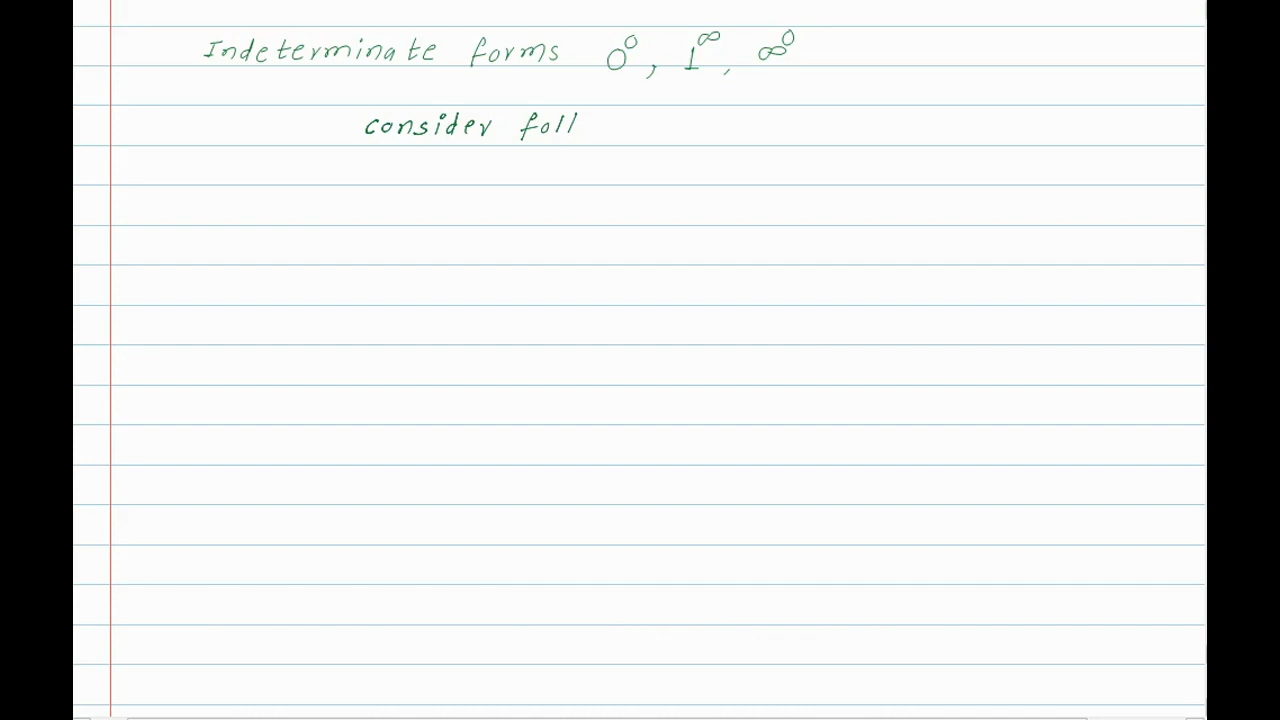 Indeterminate forms 0⁰, 1^∞, ∞⁰
consider foll